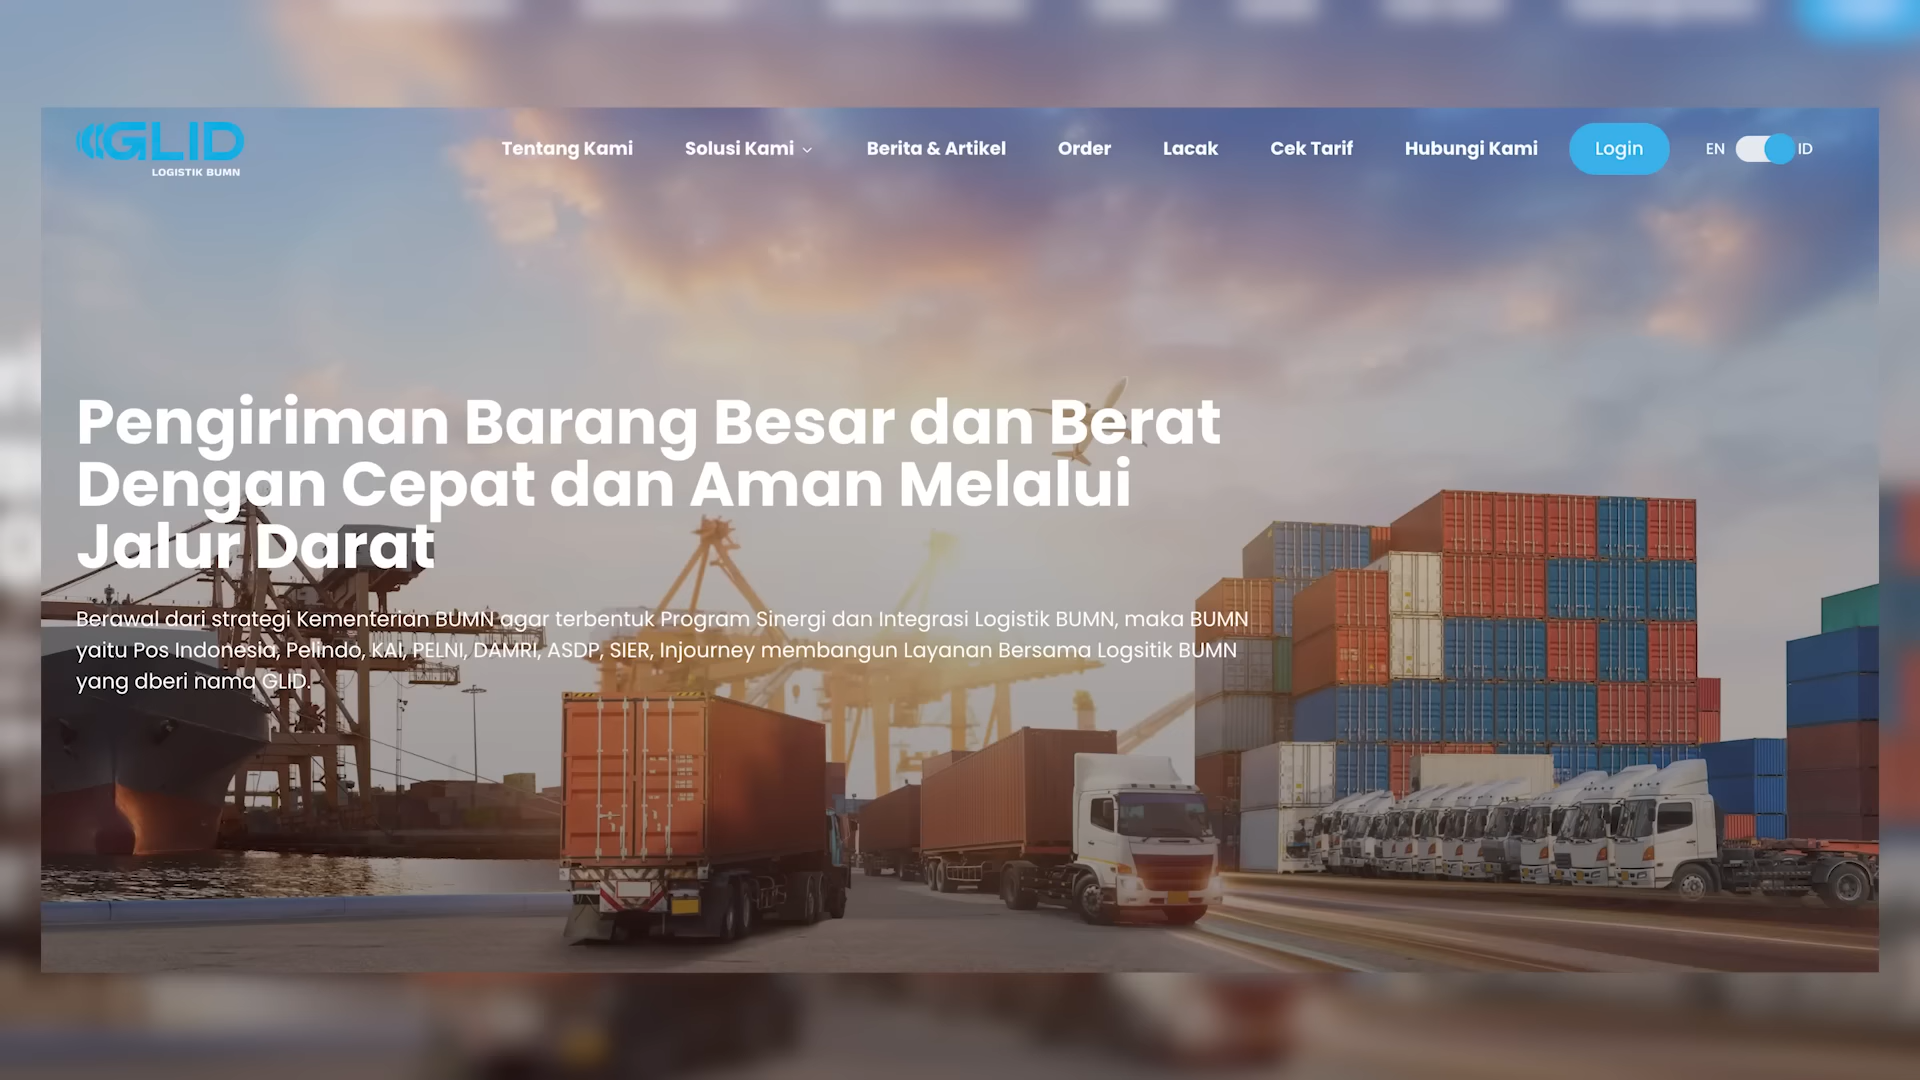 GLID
LOGISTIK BUMN
Tentang Kami
Solusi Kami
Berita & Artikel
Order
Lacak
Cek Tarif
Hubungi Kami
Login
EN
ID
Pengiriman Barang Besar dan Berat
Dengan Cepat dan Aman Melalui
Jalur Darat
Berawal dari strategi Kementerian BUMN agar terbentuk Program Sinergi dan Integrasi Logistik BUMN, maka BUMN
yaitu Pos Indonesia, Pelindo, KAI, PELNI, DAMRI, ASDP, SIER, Injourney membangun Layanan Bersama Logsitik BUMN
yang dberi nama GLID.